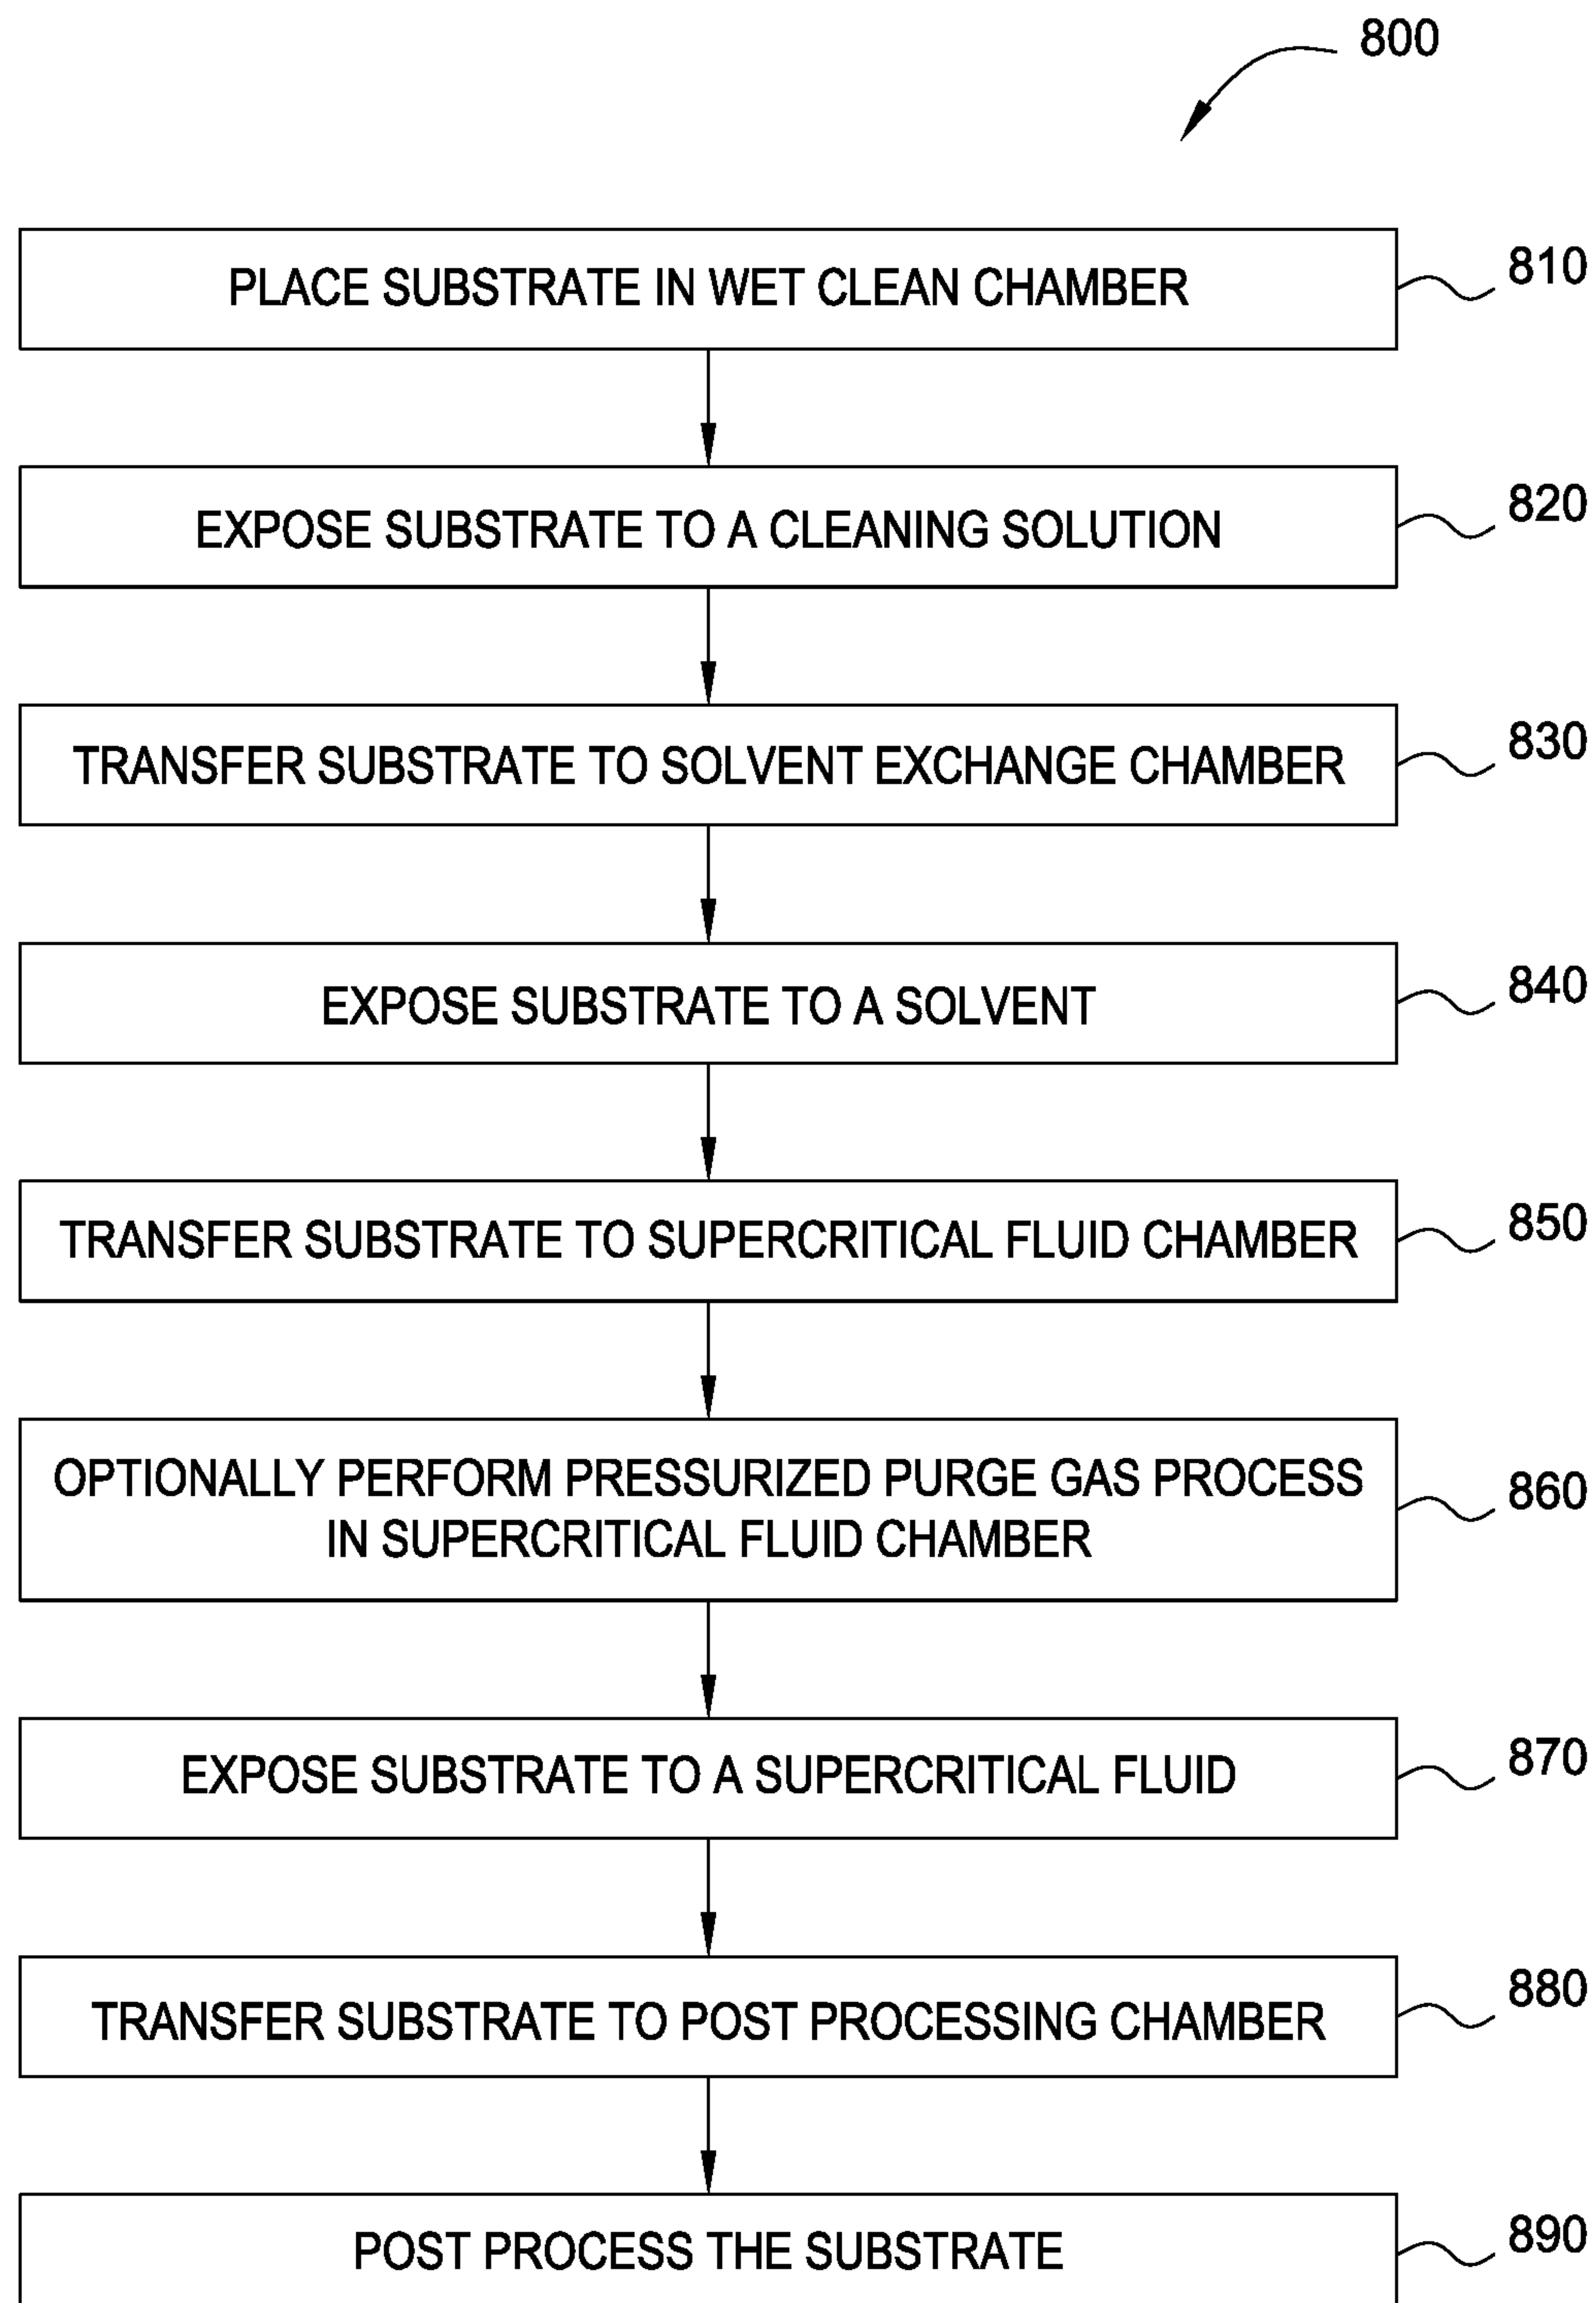 800
PLACE SUBSTRATE IN WET CLEAN CHAMBER
810
EXPOSE SUBSTRATE TO A CLEANING SOLUTION
820
TRANSFER SUBSTRATE TO SOLVENT EXCHANGE CHAMBER
830
EXPOSE SUBSTRATE TO A SOLVENT
840
TRANSFER SUBSTRATE TO SUPERCRITICAL FLUID CHAMBER
850
OPTIONALLY PERFORM PRESSURIZED PURGE GAS PROCESS
IN SUPERCRITICAL FLUID CHAMBER
860
EXPOSE SUBSTRATE TO A SUPERCRITICAL FLUID
870
TRANSFER SUBSTRATE TO POST PROCESSING CHAMBER
880
POST PROCESS THE SUBSTRATE
890